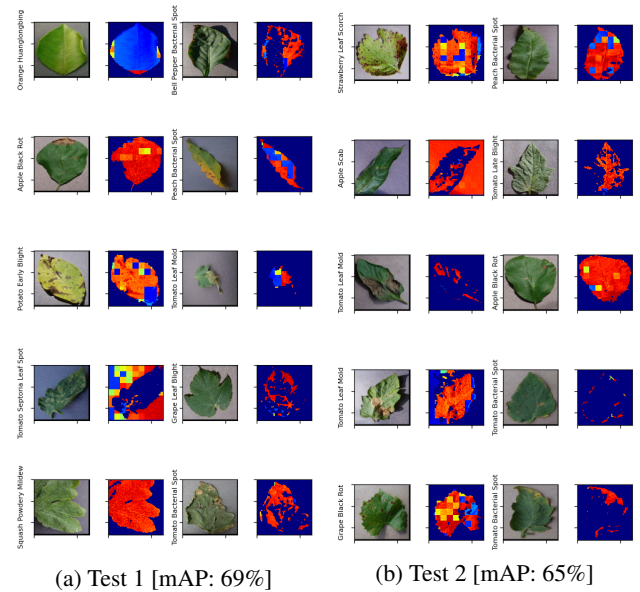 Orange Huanglongbing
Bell Pepper Bacterial Spot
Apple Black Rot
Peach Bacterial Spot
Potato Early Blight
Tomato Leaf Mold
Tomato Septoria Leaf Spot
Grape Leaf Blight
Squash Powdery Mildew
Tomato Bacterial Spot
(a) Test 1 [mAP: 69%]
Strawberry Leaf Scorch
Peach Bacterial Spot
Apple Scab
Tomato Late Blight
Tomato Leaf Mold
Apple Black Rot
Tomato Leaf Mold
Tomato Bacterial Spot
Grape Black Rot
Tomato Bacterial Spot
(b) Test 2 [mAP: 65%]